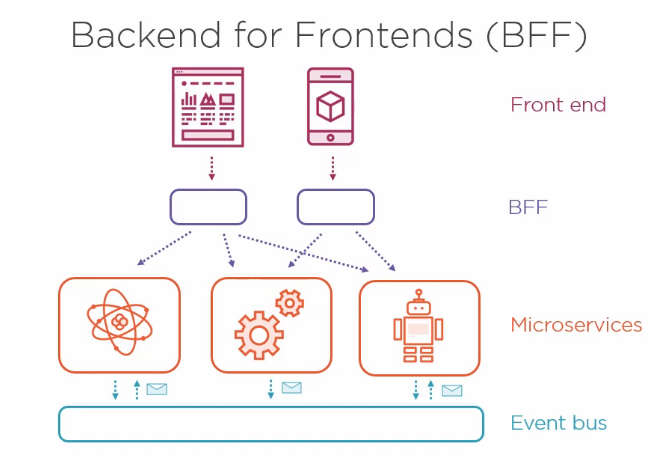 Backend for Frontends (BFF)
Front end
BFF
Microservices
Event bus